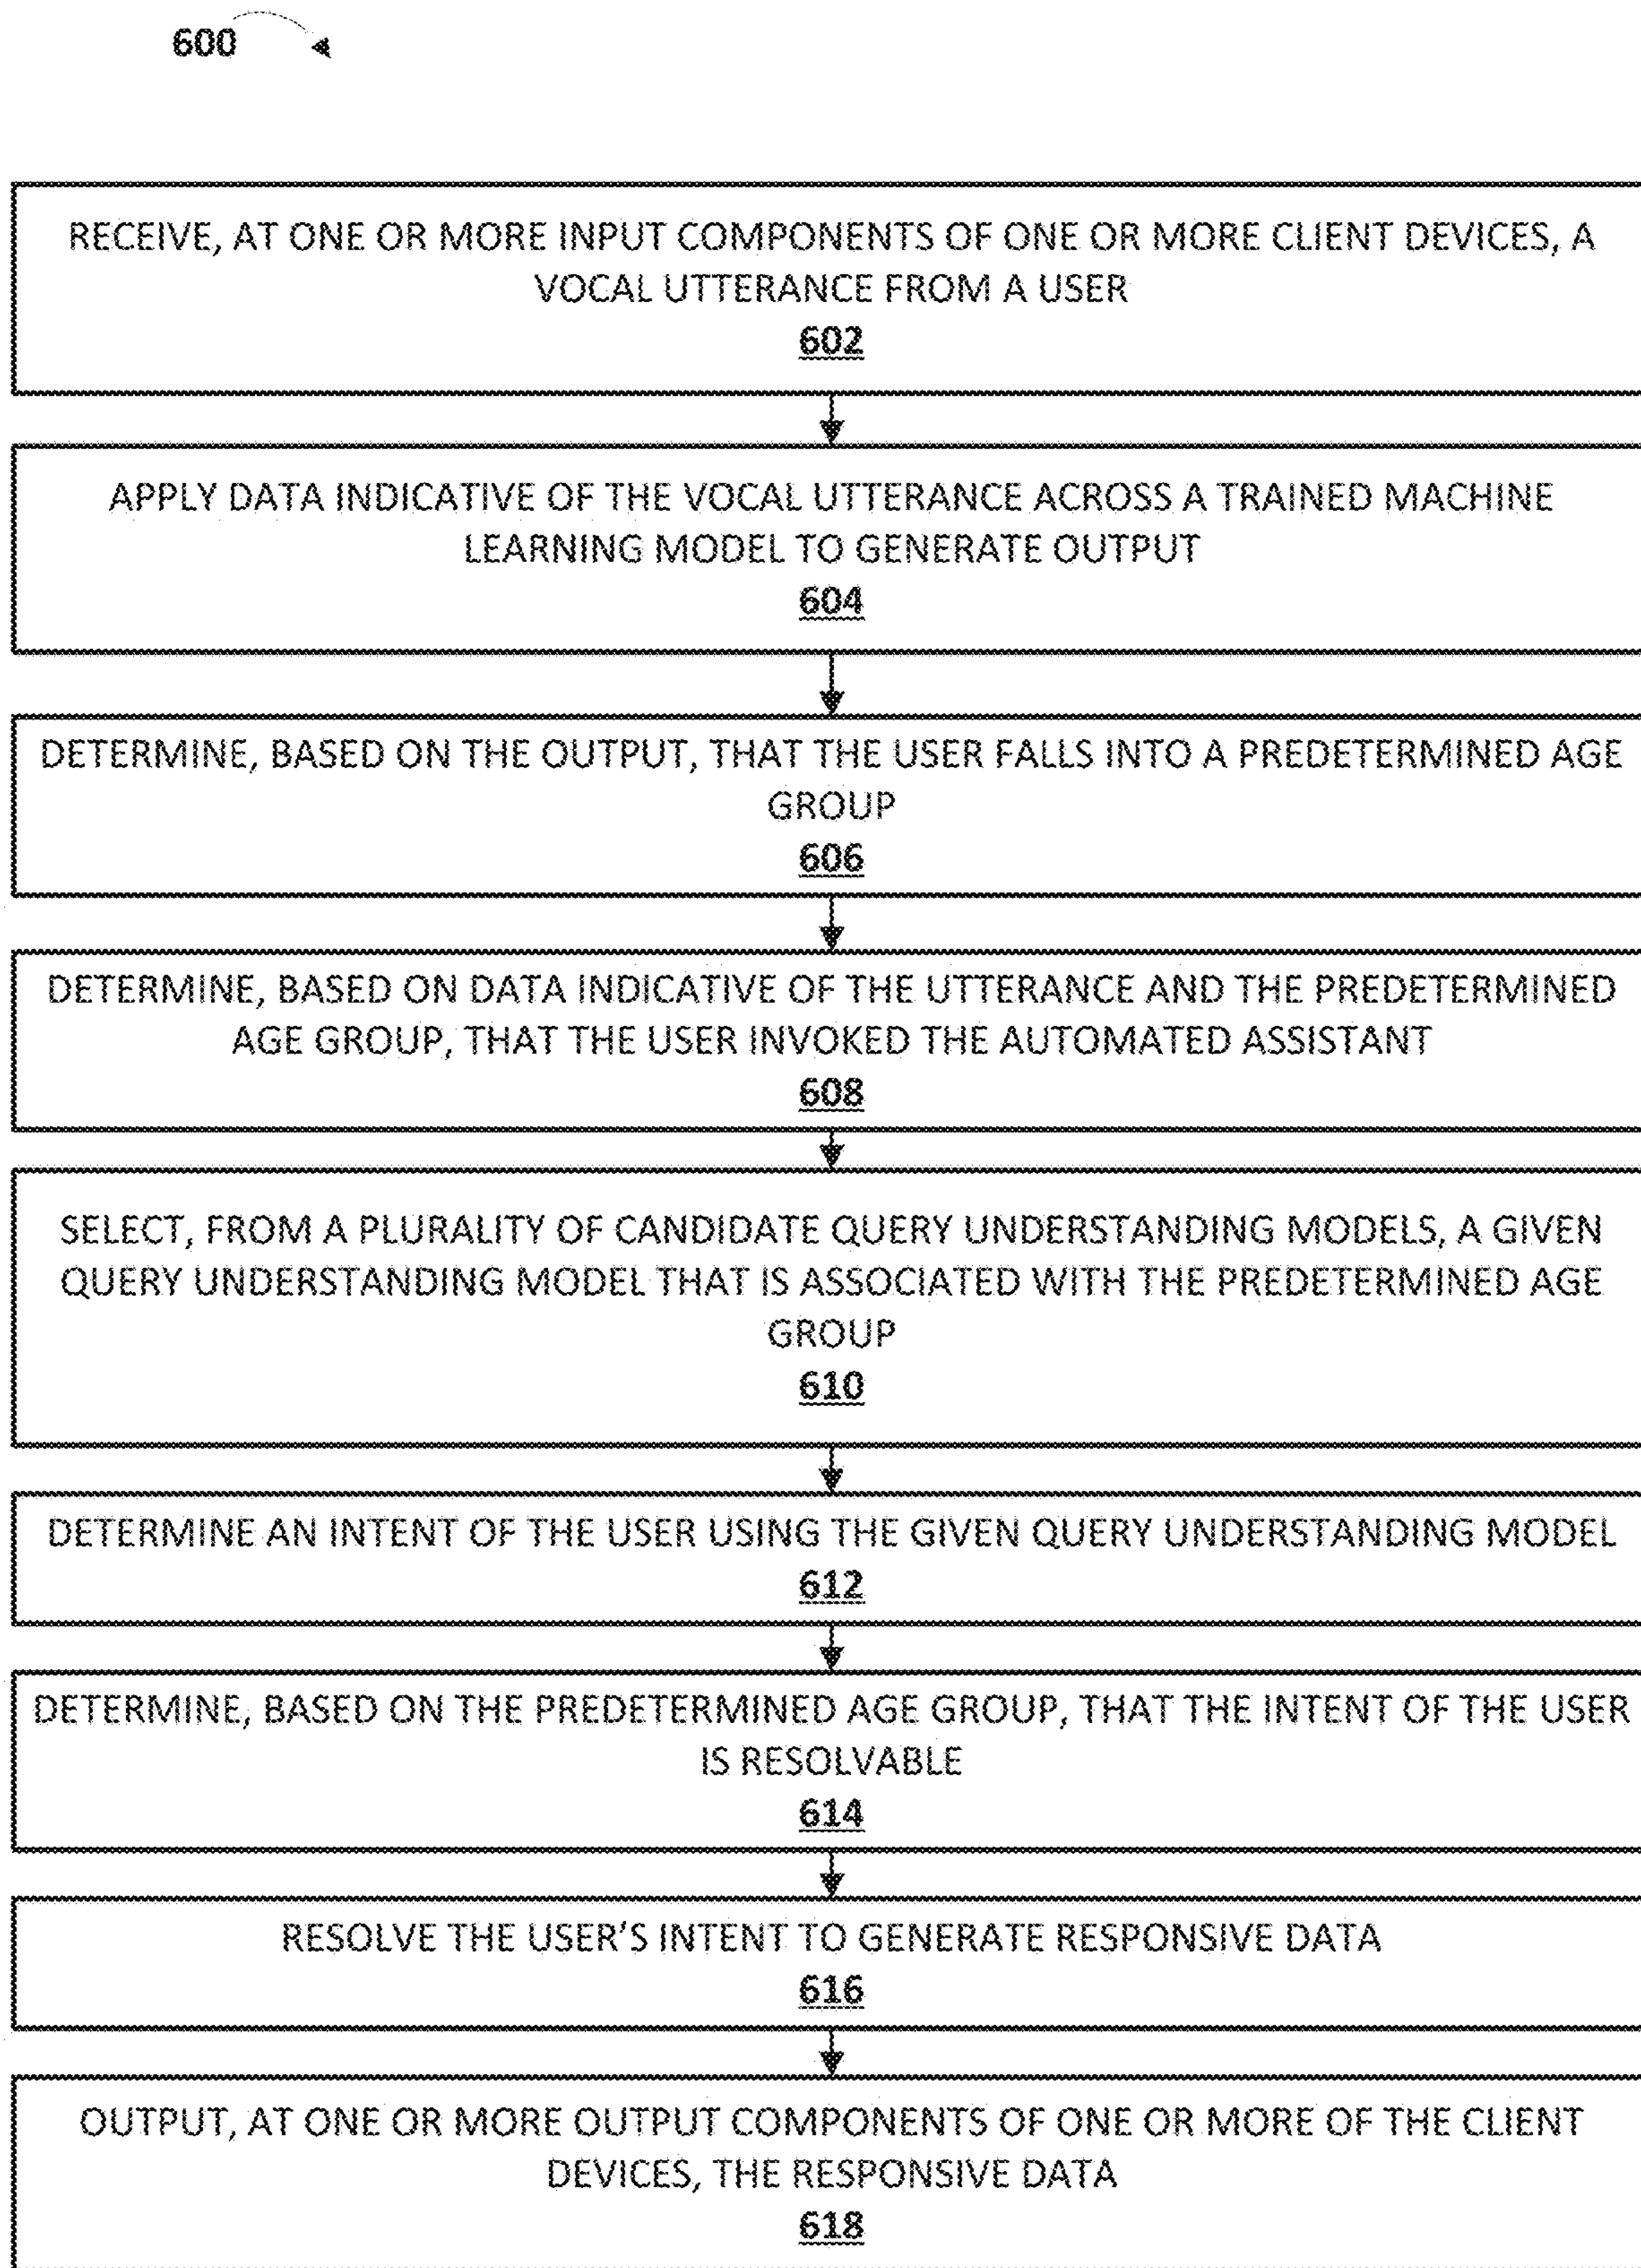 600
RECEIVE, AT ONE OR MORE INPUT COMPONENTS OF ONE OR MORE CLIENT DEVICES, A
VOCAL UTTERANCE FROM A USER
602
APPLY DATA INDICATIVE OF THE VOCAL UTTERANCE ACROSS A TRAINED MACHINE
LEARNING MODEL TO GENERATE OUTPUT
604
DETERMINE, BASED ON THE OUTPUT, THAT THE USER FALLS INTO A PREDETERMINED AGE
GROUP
606
DETERMINE, BASED ON DATA INDICATIVE OF THE UTTERANCE AND THE PREDETERMINED
AGE GROUP, THAT THE USER INVOKED THE AUTOMATED ASSISTANT
608
SELECT, FROM A PLURALITY OF CANDIDATE QUERY UNDERSTANDING MODELS, A GIVEN
QUERY UNDERSTANDING MODEL THAT IS ASSOCIATED WITH THE PREDETERMINED AGE
GROUP
610
DETERMINE AN INTENT OF THE USER USING THE GIVEN QUERY UNDERSTANDING MODEL
612
DETERMINE, BASED ON THE PREDETERMINED AGE GROUP, THAT THE INTENT OF THE USER
IS RESOLVABLE
614
RESOLVE THE USER'S INTENT TO GENERATE RESPONSIVE DATA
616
OUTPUT, AT ONE OR MORE OUTPUT COMPONENTS OF ONE OR MORE OF THE CLIENT
DEVICES, THE RESPONSIVE DATA
618